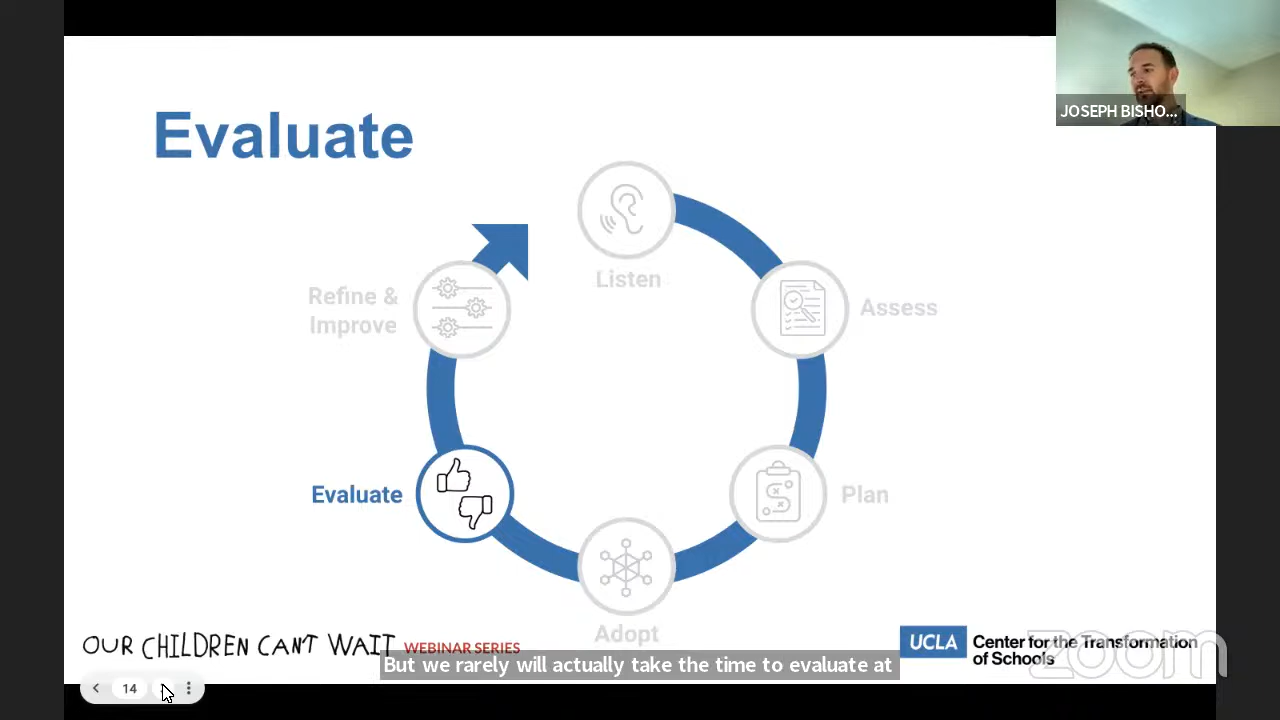 JOSEPH BISHO...
Evaluate
Listen
Refine &
Improve
Assess
Evaluate
Plan
Adopt
OUR CHILDREN CAN'T WAIT WEBINAR SERIES
UCLA Center for the Transformation
of Schools
But we rarely will actually take the time to evaluate at
14
zoom